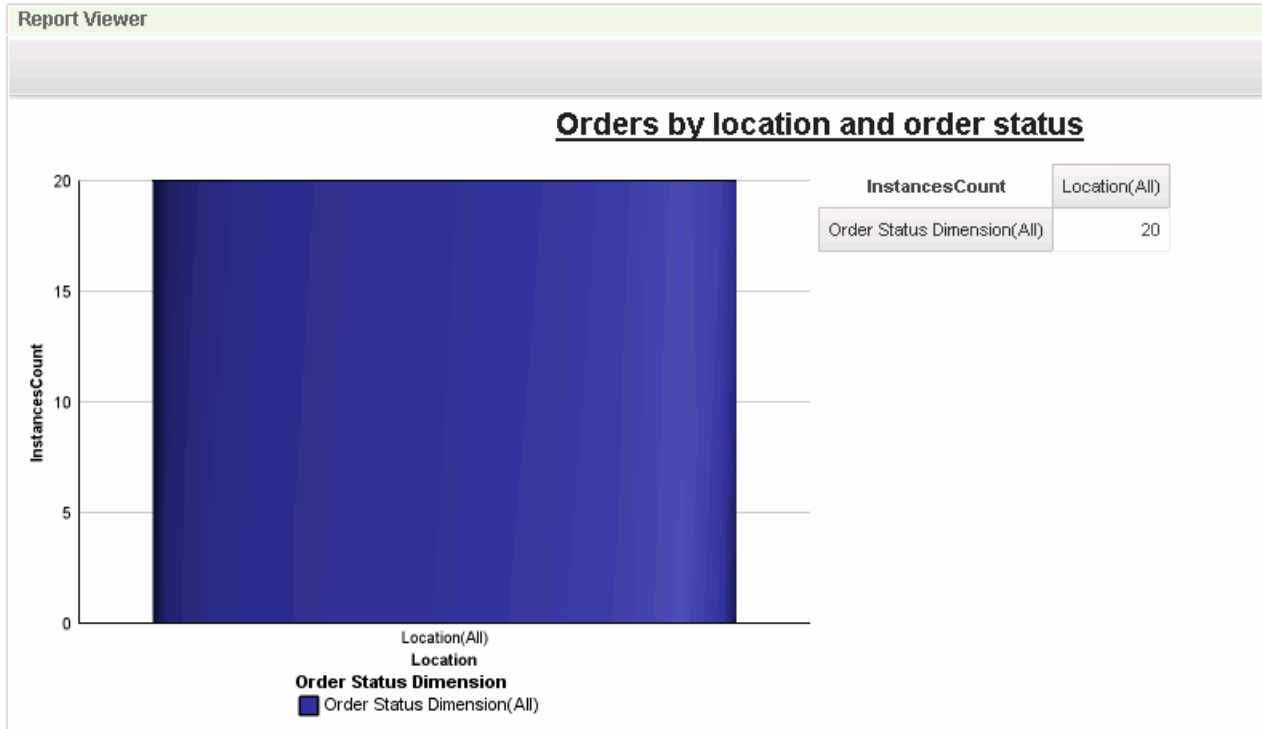 Report Viewer
Orders by location and order status
20
15
10
5
0
InstancesCount
Location(All)
Location
Order Status Dimension
Order Status Dimension(All)
InstancesCount Location(All)
Order Status Dimension(All) 20